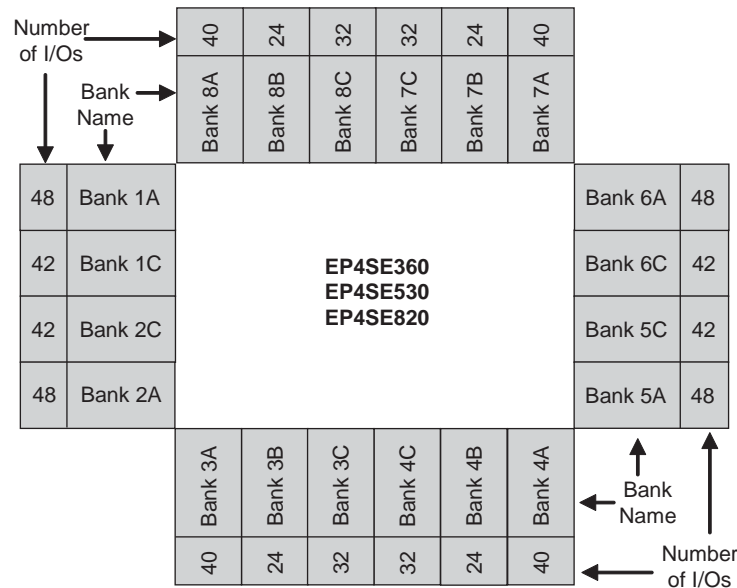 Number
of I/Os
40 24 32 32 24 40
Bank
Name
Bank 8A Bank 8B Bank 8C Bank 7C Bank 7B Bank 7A
48 Bank 1A
42 Bank 1C
42 Bank 2C
48 Bank 2A
EP4SE360
EP4SE530
EP4SE820
Bank 6A 48
Bank 6C 42
Bank 5C 42
Bank 5A 48
Bank 3A Bank 3B Bank 3C Bank 4C Bank 4B Bank 4A
40 24 32 32 24 40
Bank
Name
Number
of I/Os